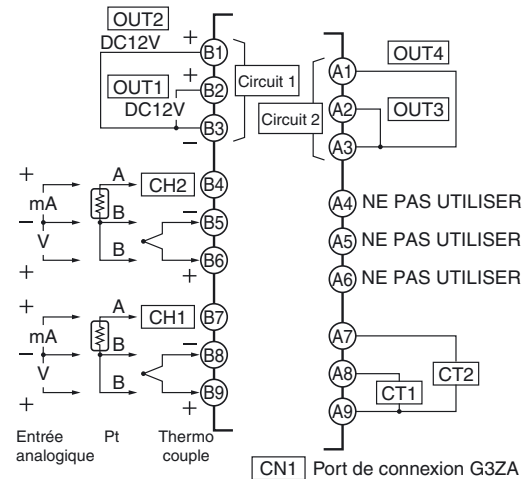 OUT2
DC12V
+
B1
OUT1
+
B2
DC12V
B3
−
Circuit 1
Circuit 2
A1
OUT4
A2
OUT3
A3
+
A
CH2
B4
mA
−
B
−
B5
V
+
B
+
B6
A4 NE PAS UTILISER
A5 NE PAS UTILISER
A6 NE PAS UTILISER
+
A
CH1
B7
mA
−
B
−
B8
V
+
B
+
B9
A7
A8
CT1
CT2
A9
Entrée
analogique
Pt
Thermo
couple
CN1 Port de connexion G3ZA